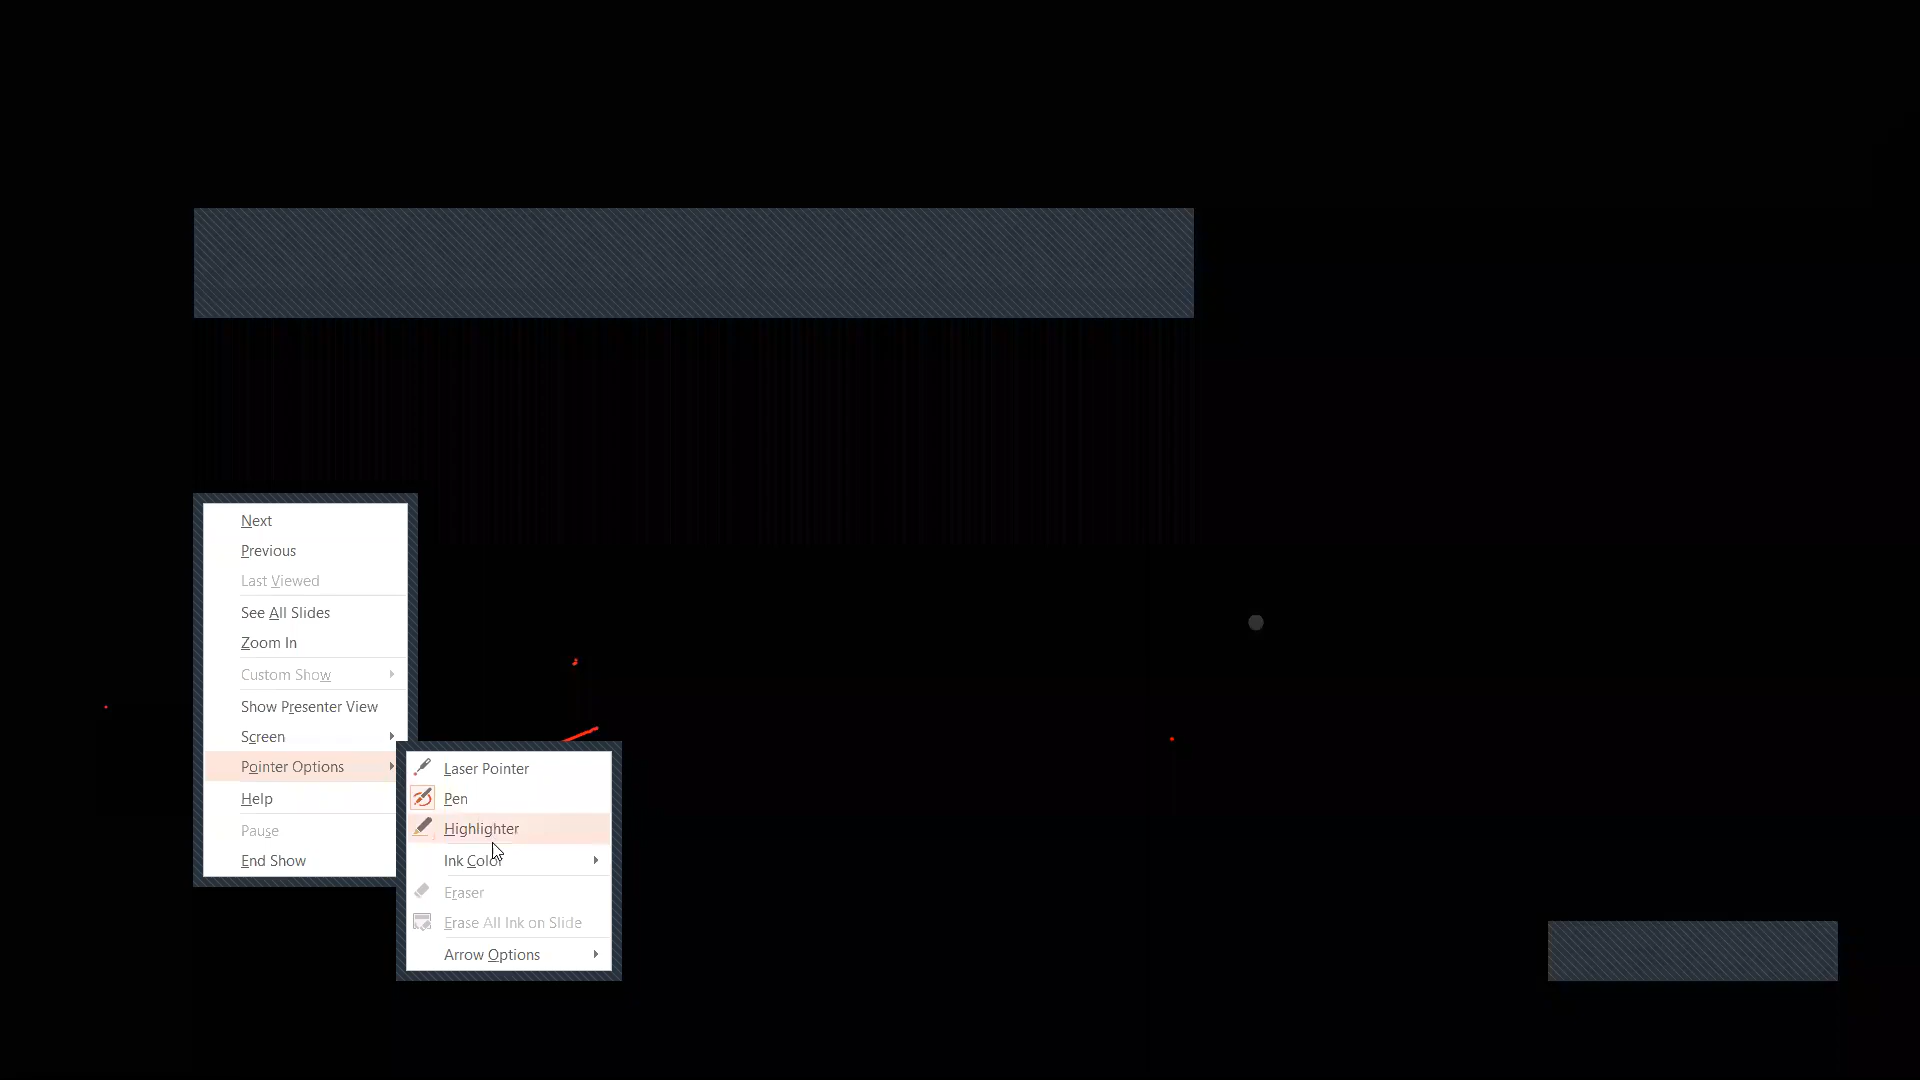 Next
Previous
Last Viewed
See All Slides
Zoom In
Custom Show
Show Presenter View
Screen
Pointer Options
Help
Pause
End Show
Laser Pointer
Pen
Highlighter
Ink Color
Eraser
Erase All Ink on Slide
Arrow Options